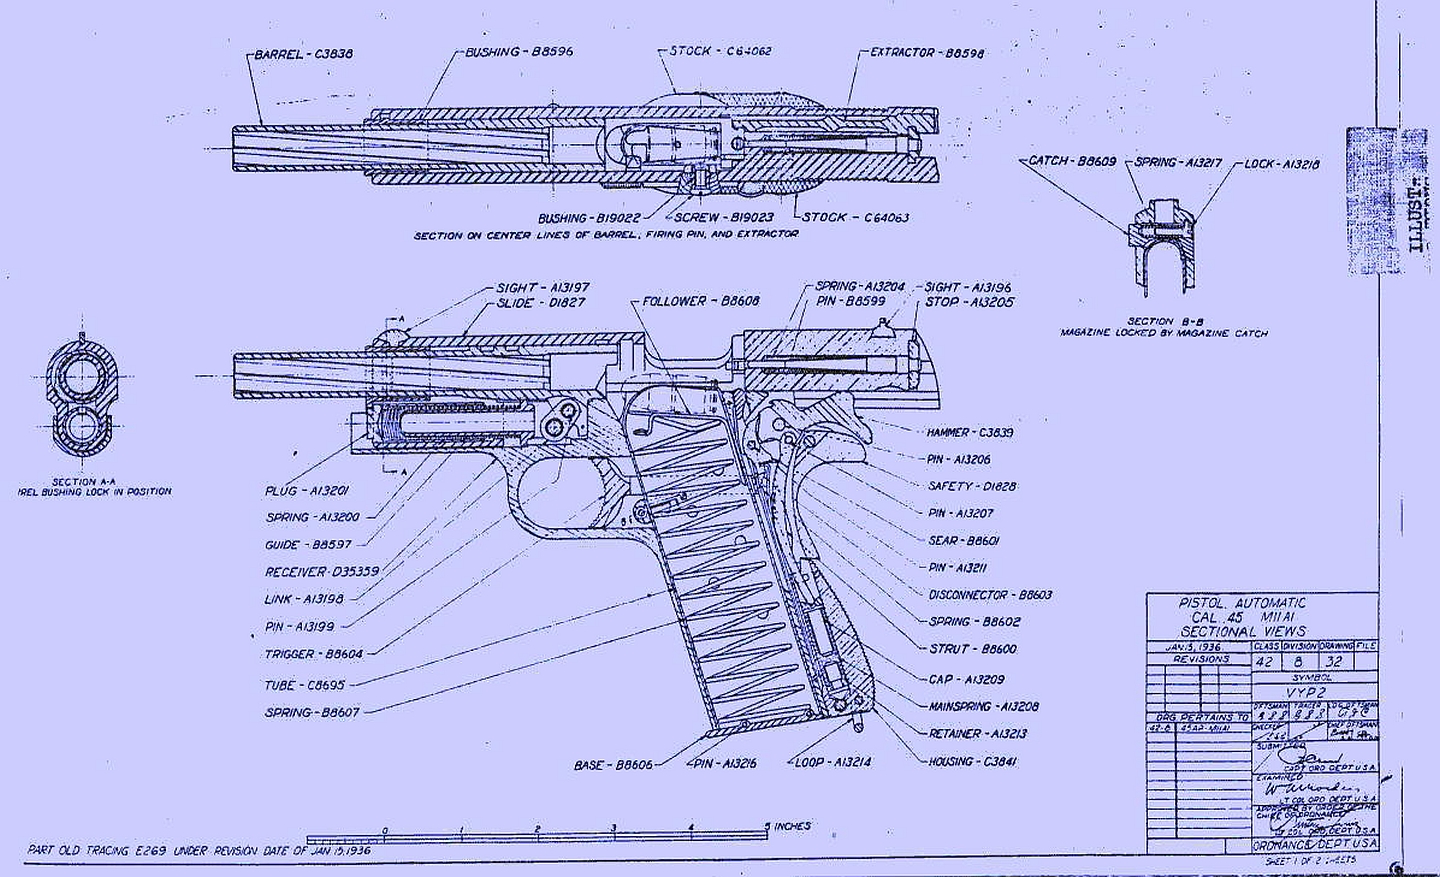 BARREL - C3838
BUSHING - B8596
STOCK - C64062
EXTRACTOR - B8598
BUSHING - B19022
SCREW - B19023
STOCK - C64063
SECTION ON CENTER LINES OF BARREL, FIRING PIN, AND EXTRACTOR
CATCH - B8609
SPRING - A13217
LOCK - A13218
SECTION B-B
MAGAZINE LOCKED BY MAGAZINE CATCH
ILLUST.
SIGHT - A13197
SLIDE - D1827
FOLLOWER - B8608
SPRING - A13204
PIN - B8599
SIGHT - A13196
STOP - A13205
A
A
SECTION A-A
REL BUSHING LOCK IN POSITION
PLUG - A13201
SPRING - A13200
GUIDE - B8597
RECEIVER - D35359
LINK - A13198
PIN - A13199
TRIGGER - B8604
TUBE - C8695
SPRING - B8607
BASE - B8606
PIN - A13216
LOOP - A13214
HAMMER - C3839
PIN - A13206
SAFETY - D1828
PIN - A13207
SEAR - B8601
PIN - A13211
DISCONNECTOR - B8603
SPRING - B8602
STRUT - B8600
CAP - A13209
MAINSPRING - A13208
RETAINER - A13213
HOUSING - C3841
0 1 2 3 4 5 INCHES
PART OLD TRACING E269 UNDER REVISION DATE OF JAN 15, 1936
PISTOL, AUTOMATIC
CAL. .45 M1911A1
SECTIONAL VIEWS
JAN. 15, 1936
REVISIONS
CLASS DIVISION DRAWING FILE
42 8 32
SYMBOL
VYP2
DFTSMAN TRACER
DRG. PERTAINS TO
CHECKER CHIEF DFTSMAN
SUBMITTED
CAPT ORD DEPT U.S.A.
EXAMINED
LT COL ORD DEPT U.S.A.
APPROVED BY ORDER OF THE
CHIEF OF ORDNANCE
LT COL ORD. DEPT U.S.A.
ORDNANCE DEPT U.S.A.
SHEET 1 OF 2 SHEETS